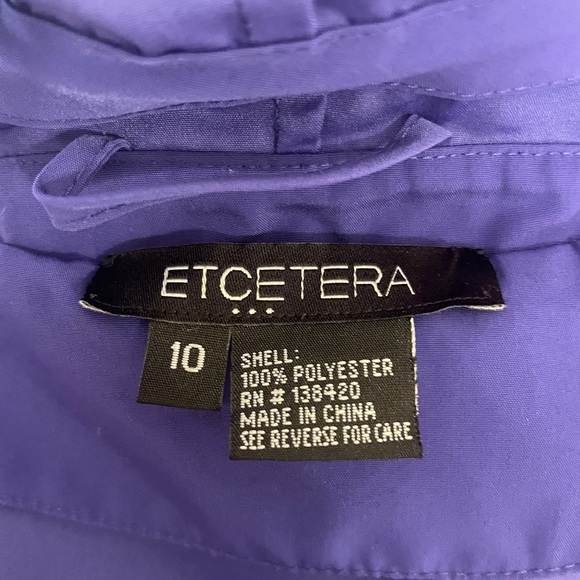 ETCETERA
...
10
SHELL:
100% POLYESTER
RN # 138420
MADE IN CHINA
SEE REVERSE FOR CARE